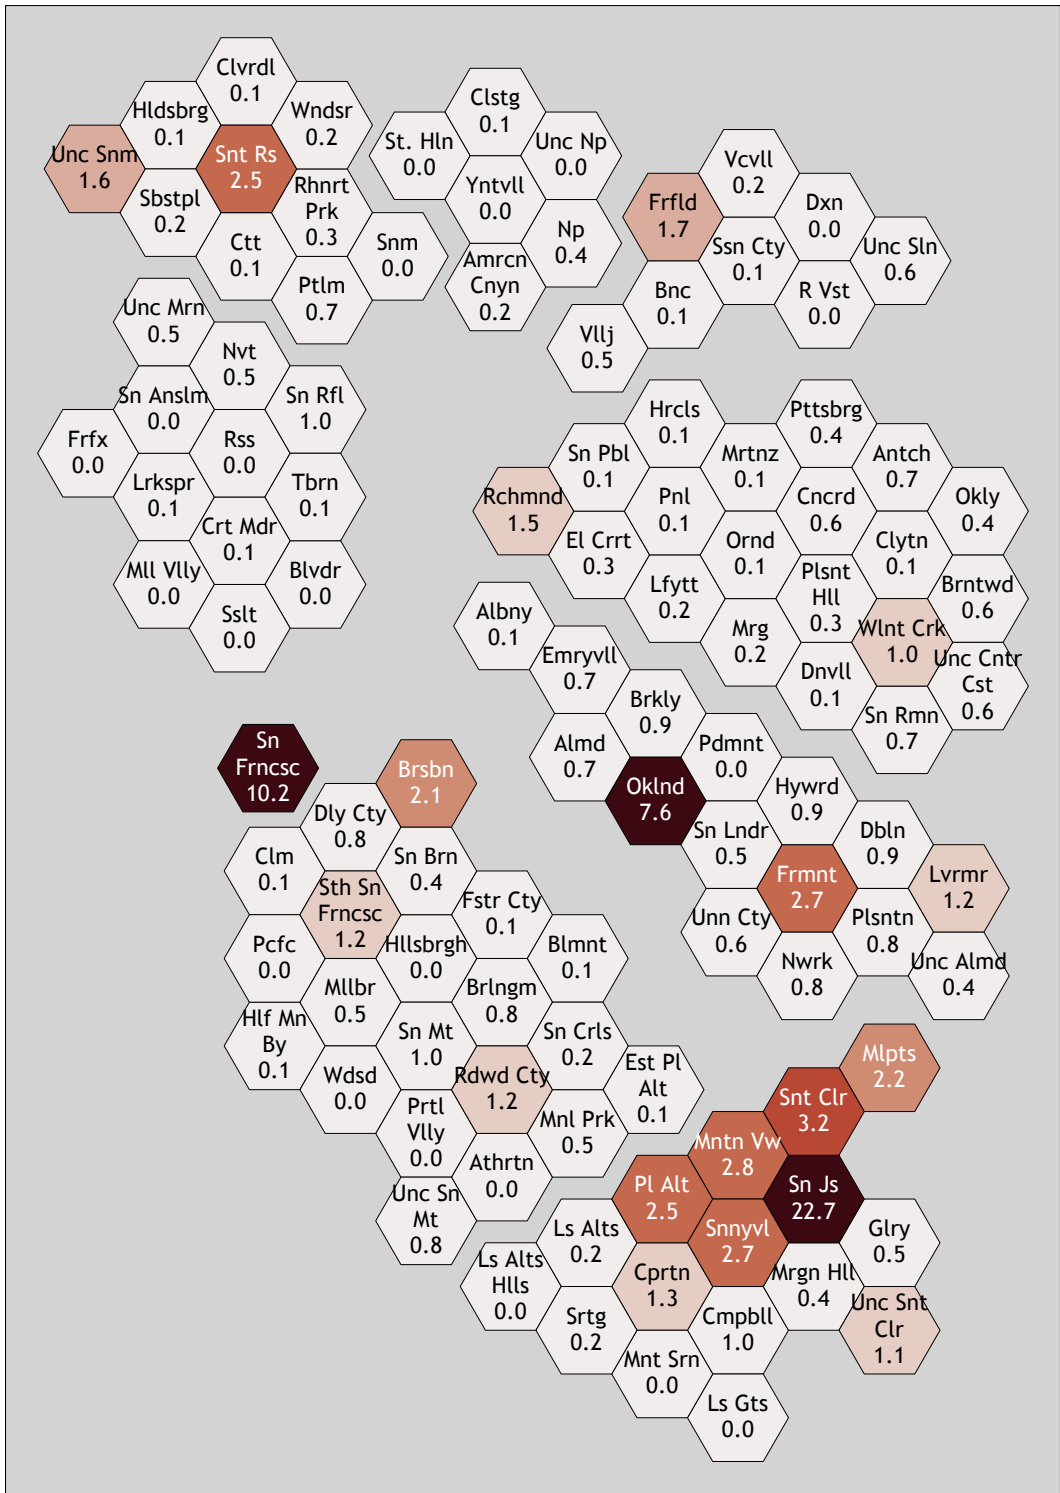 Clvrdl
0.1
Hldsbrg
0.1
Wndsr
0.2
Unc Snm
1.6
Snt Rs
2.5
Sbstpl
0.2
Rhnrt
Prk
0.3
Ctt
0.1
Snm
0.0
Ptlm
0.7
Clstg
0.1
St. Hln
0.0
Unc Np
0.0
Yntvll
0.0
Np
0.4
Amrcn
Cnyn
0.2
Vcvll
0.2
Frfld
1.7
Dxn
0.0
Ssn Cty
0.1
Unc Sln
0.6
Bnc
0.1
R Vst
0.0
Vllj
0.5
Unc Mrn
0.5
Nvt
0.5
Sn Anslm
0.0
Sn Rfl
1.0
Frfx
0.0
Rss
0.0
Lrkspr
0.1
Tbrn
0.1
Crt Mdr
0.1
Mll Vlly
0.0
Blvdr
0.0
Sslt
0.0
Hrcls
0.1
Pttsbrg
0.4
Sn Pbl
0.1
Mrtnz
0.1
Antch
0.7
Rchmnd
1.5
Pnl
0.1
Cncrd
0.6
Okly
0.4
El Crrt
0.3
Ornd
0.1
Clytn
0.1
Lfytt
0.2
Plsnt
Hll
0.3
Brntwd
0.6
Mrg
0.2
Wlnt Crk
1.0
Dnvll
0.1
Unc Cntr
Cst
0.6
Sn Rmn
0.7
Albny
0.1
Emryvll
0.7
Brkly
0.9
Almd
0.7
Pdmnt
0.0
Oklnd
7.6
Hywrd
0.9
Sn Lndr
0.5
Dbln
0.9
Frmnt
2.7
Lvrmr
1.2
Unn Cty
0.6
Plsntn
0.8
Nwrk
0.8
Unc Almd
0.4
Sn
Frncsc
10.2
Brsbn
2.1
Dly Cty
0.8
Clm
0.1
Sn Brn
0.4
Sth Sn
Frncsc
1.2
Fstr Cty
0.1
Pcfc
0.0
Hllsbrgh
0.0
Blmnt
0.1
Mllbr
0.5
Brlngm
0.8
Hlf Mn
By
0.1
Sn Mt
1.0
Sn Crls
0.2
Wdsd
0.0
Rdwd Cty
1.2
Est Pl
Alt
0.1
Prtl
Vlly
0.0
Mnl Prk
0.5
Athrtn
0.0
Unc Sn
Mt
0.8
Mlpts
2.2
Snt Clr
3.2
Mntn Vw
2.8
Pl Alt
2.5
Sn Js
22.7
Ls Alts
0.2
Snnyvl
2.7
Glry
0.5
Ls Alts
Hlls
0.0
Cprtn
1.3
Mrgn Hll
0.4
Srtg
0.2
Cmpbll
1.0
Unc Snt
Clr
1.1
Mnt Srn
0.0
Ls Gts
0.0